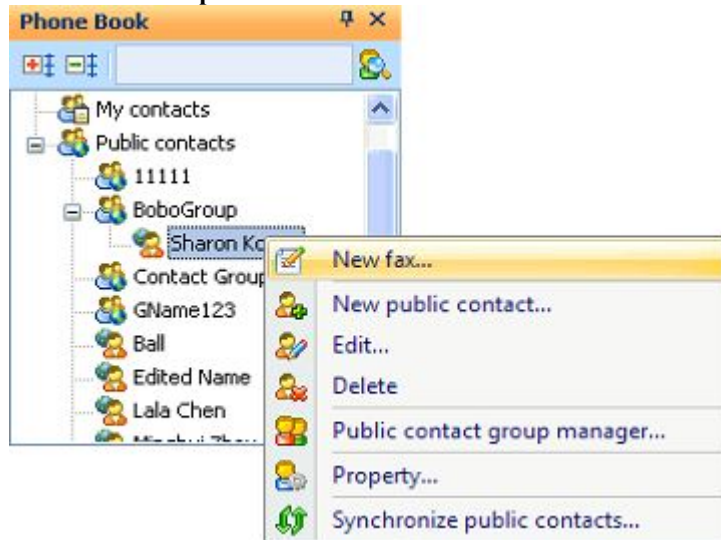 Phone Book
My contacts
Public contacts
11111
BoboGroup
Sharon
New fax...
Contact Group
New public contact...
GName123
Ball
Edit...
Edited Name
Delete
Lala Chen
Public contact group manager...
Property...
Synchronize public contacts...